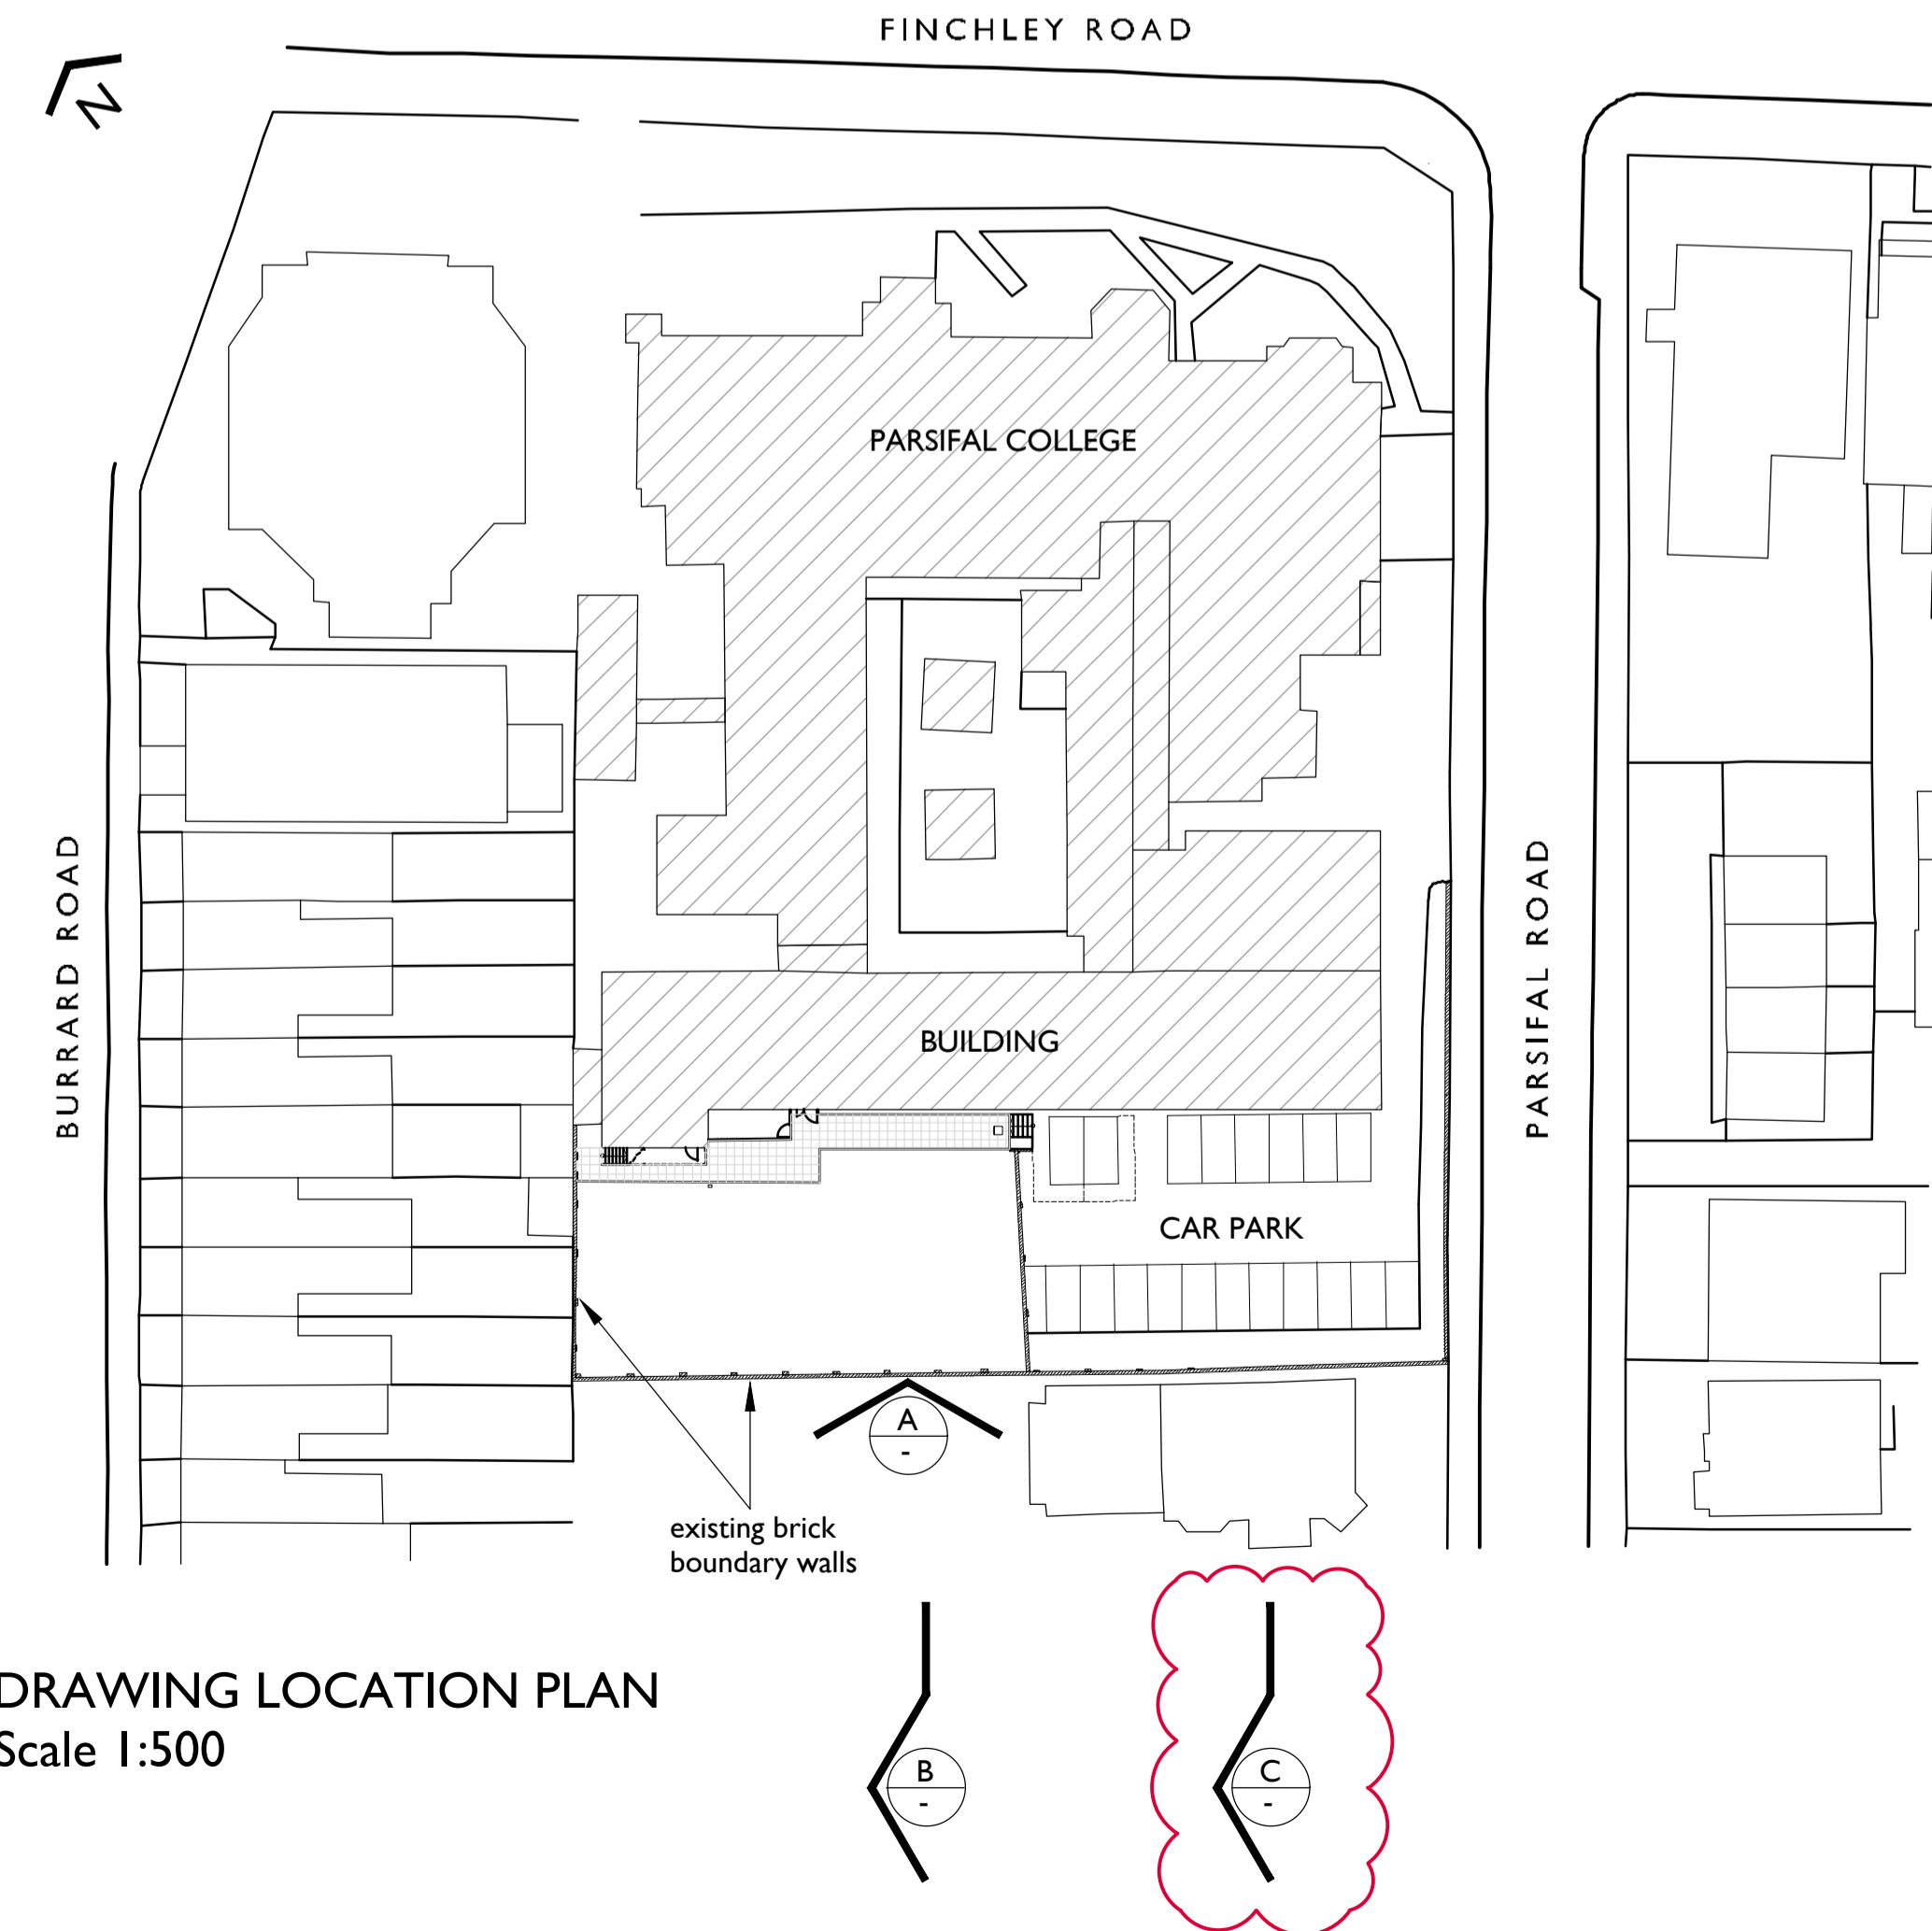 FINCHLEY ROAD
N
PARSIFAL COLLEGE
BURRARD ROAD
PARSIFAL ROAD
BUILDING
CAR PARK
A
-
existing brick
boundary walls
DRAWING LOCATION PLAN
Scale 1:500
B
-
C
-